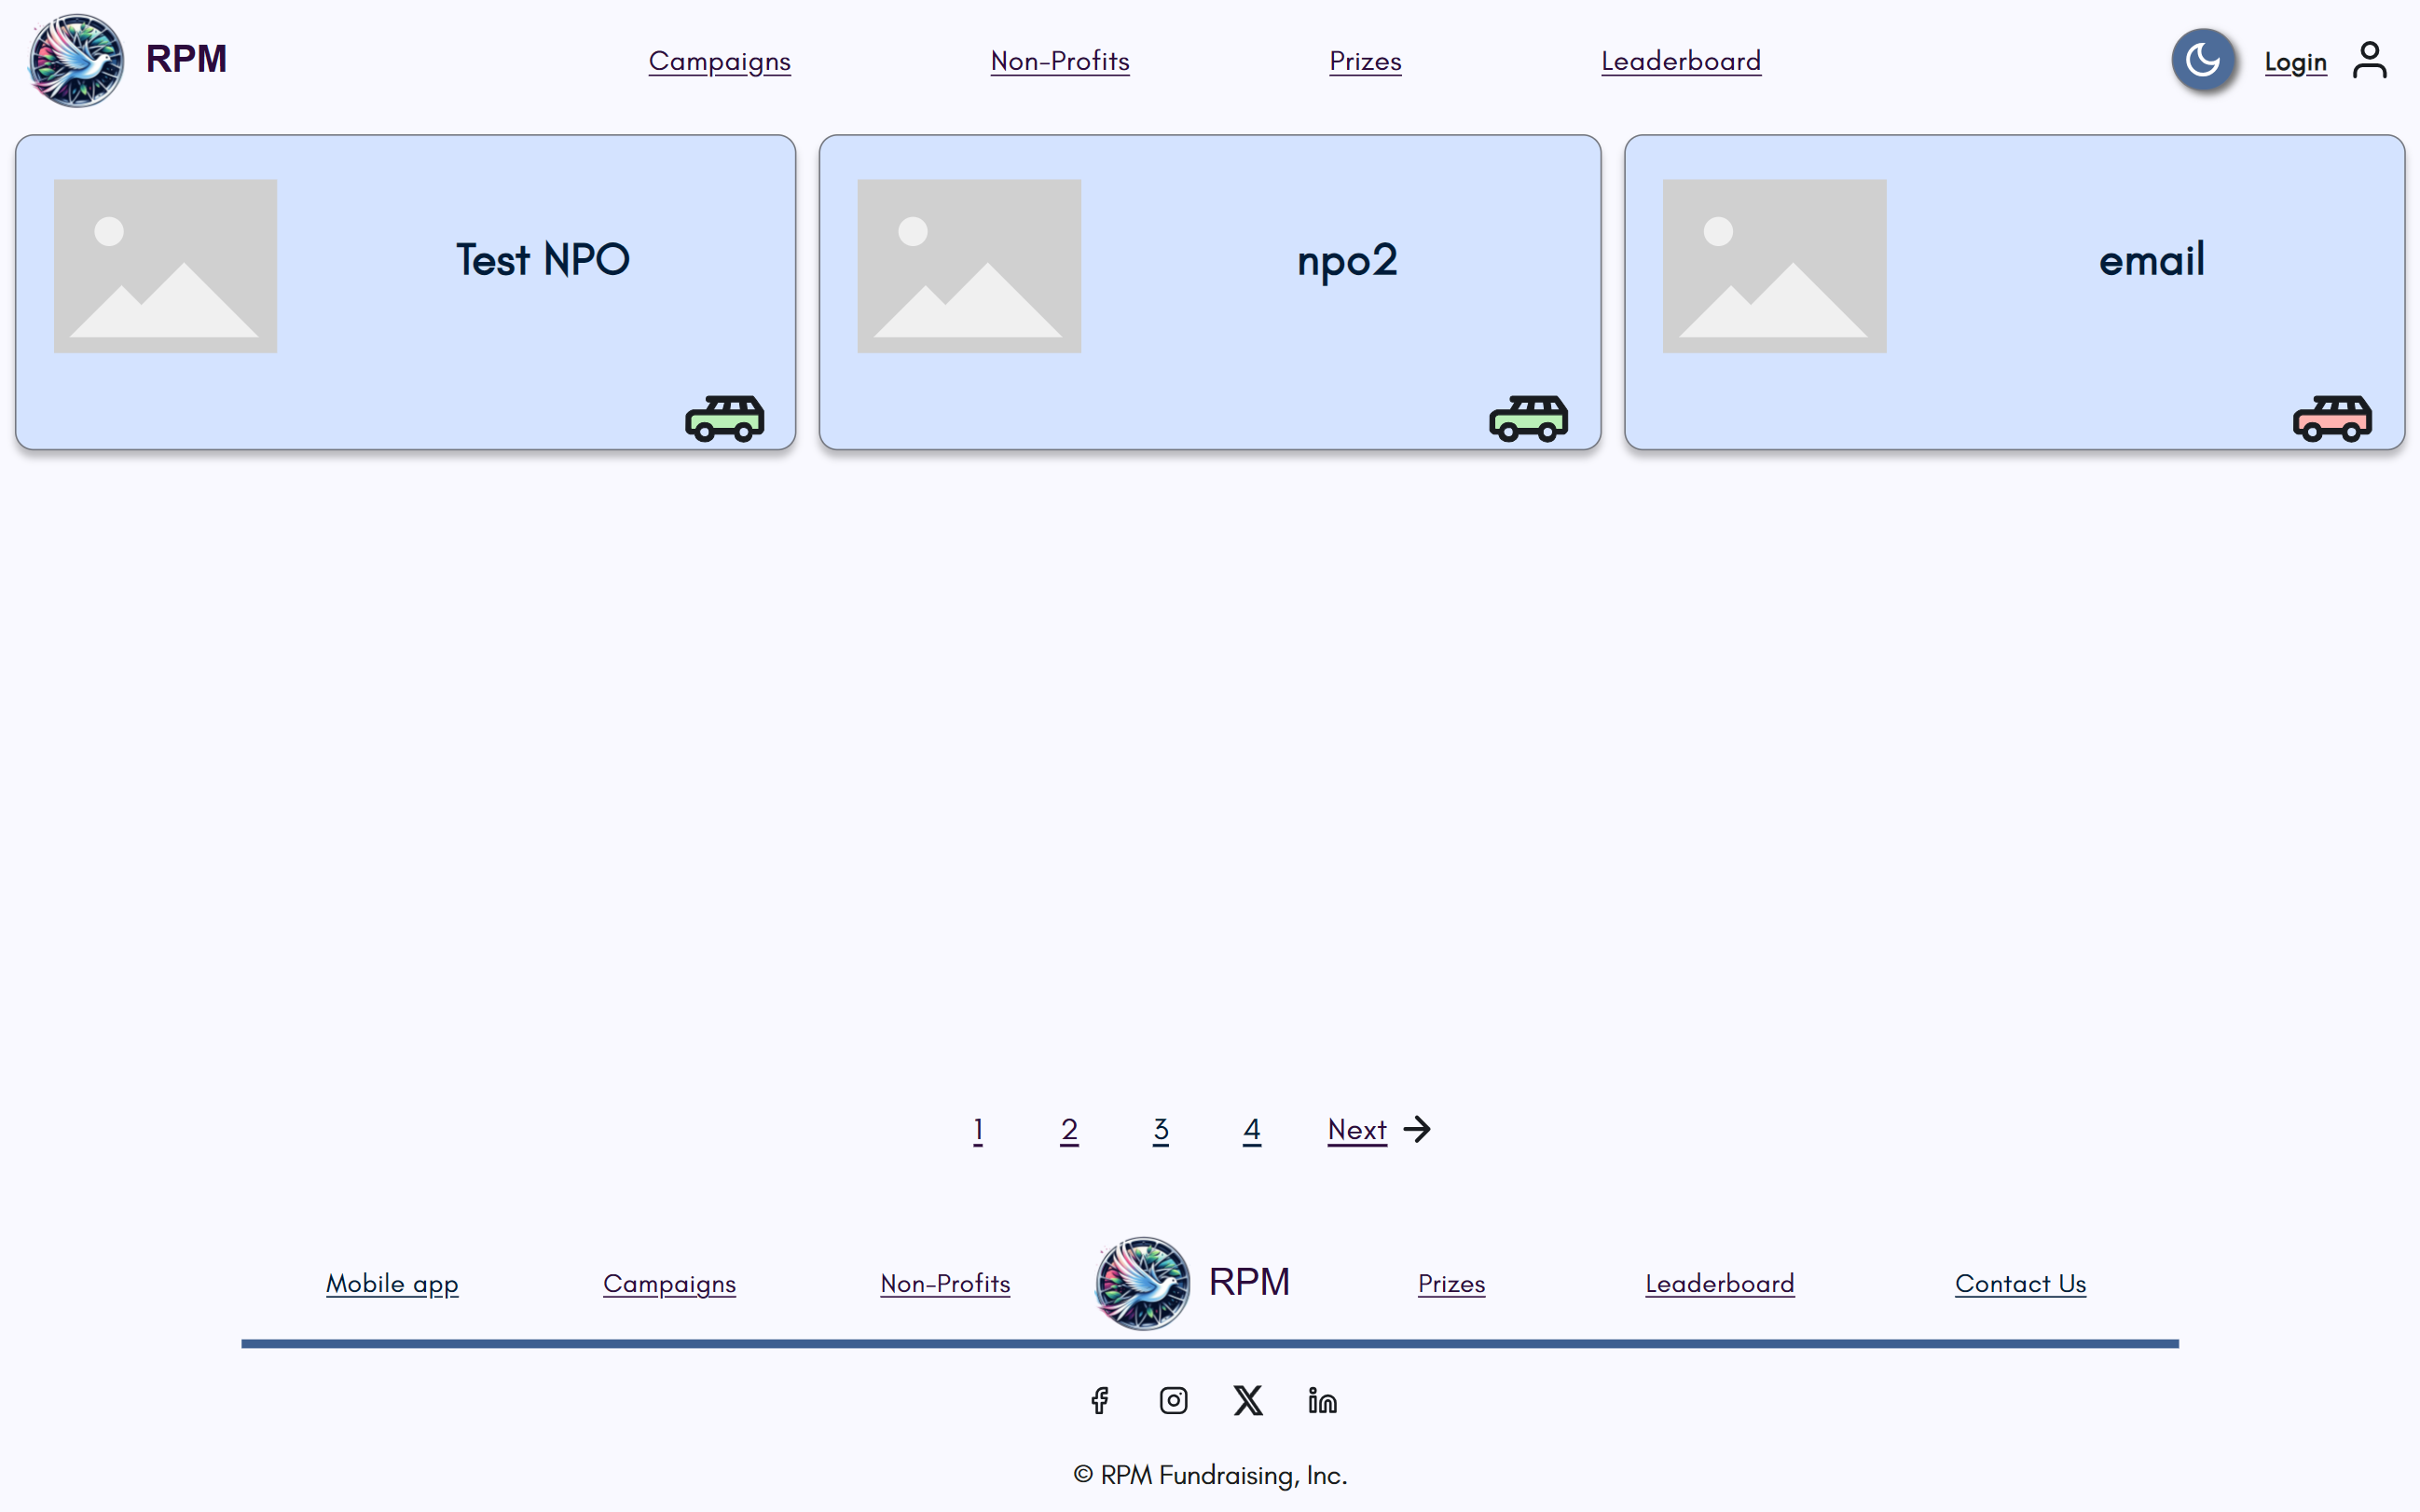 RPM Campaigns Non-Profits Prizes Leaderboard Login
Test NPO
npo2
email
1 2 3 4 Next
Mobile app Campaigns Non-Profits RPM Prizes Leaderboard Contact Us
© RPM Fundraising, Inc.